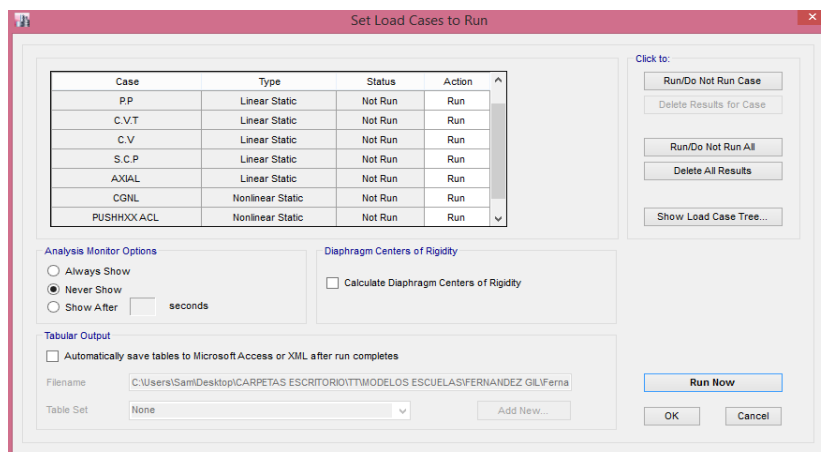 Set Load Cases to Run
Case Type Status Action
P.P Linear Static Not Run Run
C.V.T Linear Static Not Run Run
C.V Linear Static Not Run Run
S.C.P Linear Static Not Run Run
AXIAL Linear Static Not Run Run
CGNL Nonlinear Static Not Run Run
PUSHHXX ACL Nonlinear Static Not Run Run
Click to:
Run/Do Not Run Case
Delete Results for Case
Run/Do Not Run All
Delete All Results
Show Load Case Tree...
Analysis Monitor Options
Always Show
Never Show
Show After seconds
Diaphragm Centers of Rigidity
Calculate Diaphragm Centers of Rigidity
Tabular Output
Automatically save tables to Microsoft Access or XML after run completes
Filename C:\Users\Sam\Desktop\CARPETAS ESCRITORIO\TT\MODELOS ESCUELAS\FERNANDEZ GIL\Ferna
Table Set None Add New...
Run Now
OK Cancel